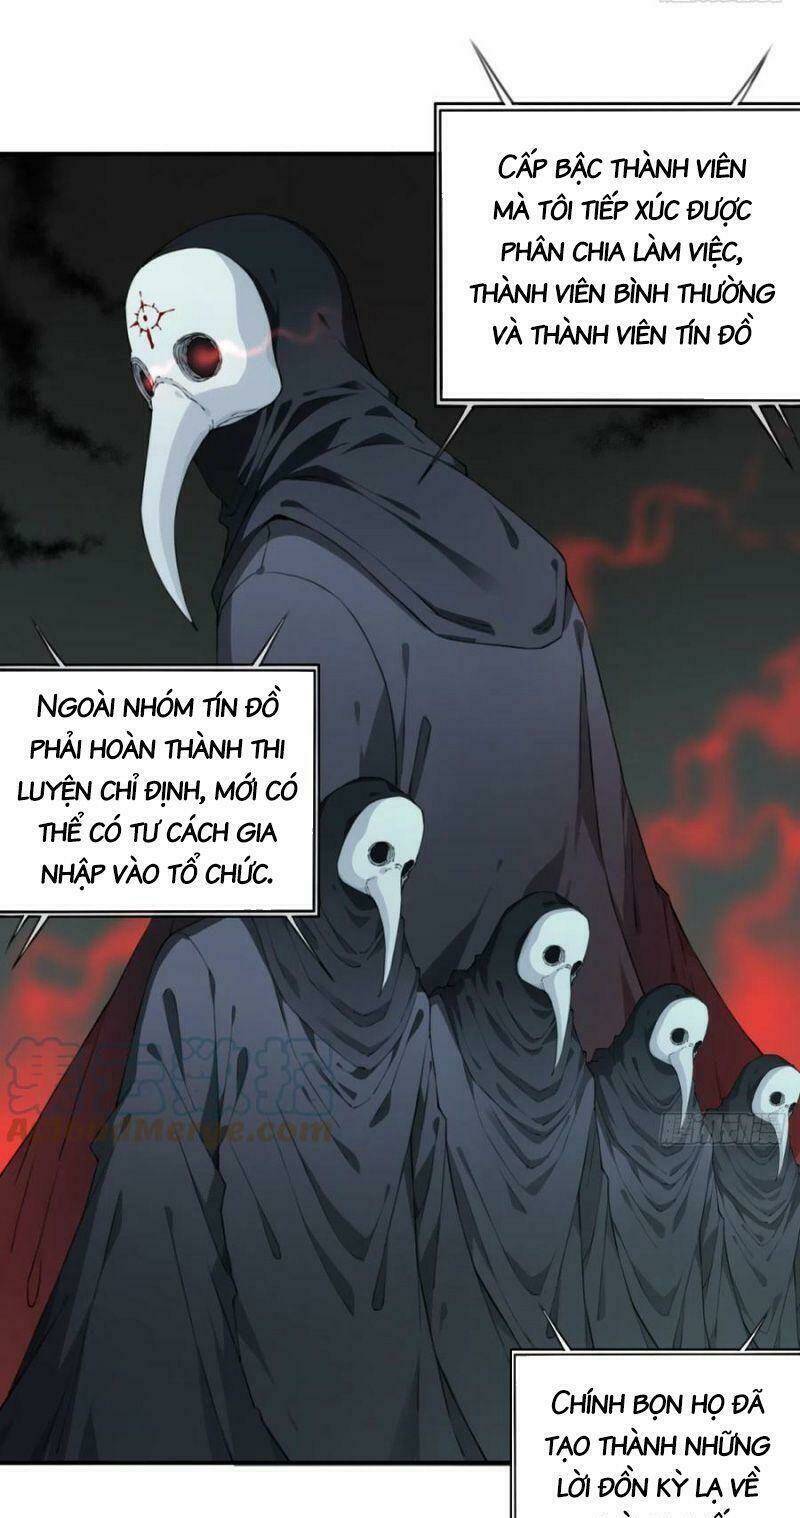 CẤP BẬC THÀNH VIÊN
MÀ TÔI TIẾP XÚC ĐƯỢC
PHÂN CHIA LÀM VIỆC,
THÀNH VIÊN BÌNH THƯỜNG
VÀ THÀNH VIÊN TÍN ĐỒ
NGOÀI NHÓM TÍN ĐỒ
PHẢI HOÀN THÀNH THI
LUYỆN CHỈ ĐỊNH, MỚI CÓ
THỂ CÓ TƯ CÁCH GIA
NHẬP VÀO TỔ CHỨC.
AcloudMerge.com
CHÍNH BỌN HỌ ĐÃ
TẠO THÀNH NHỮNG
LỜI ĐỒN KỲ LẠ VỀ